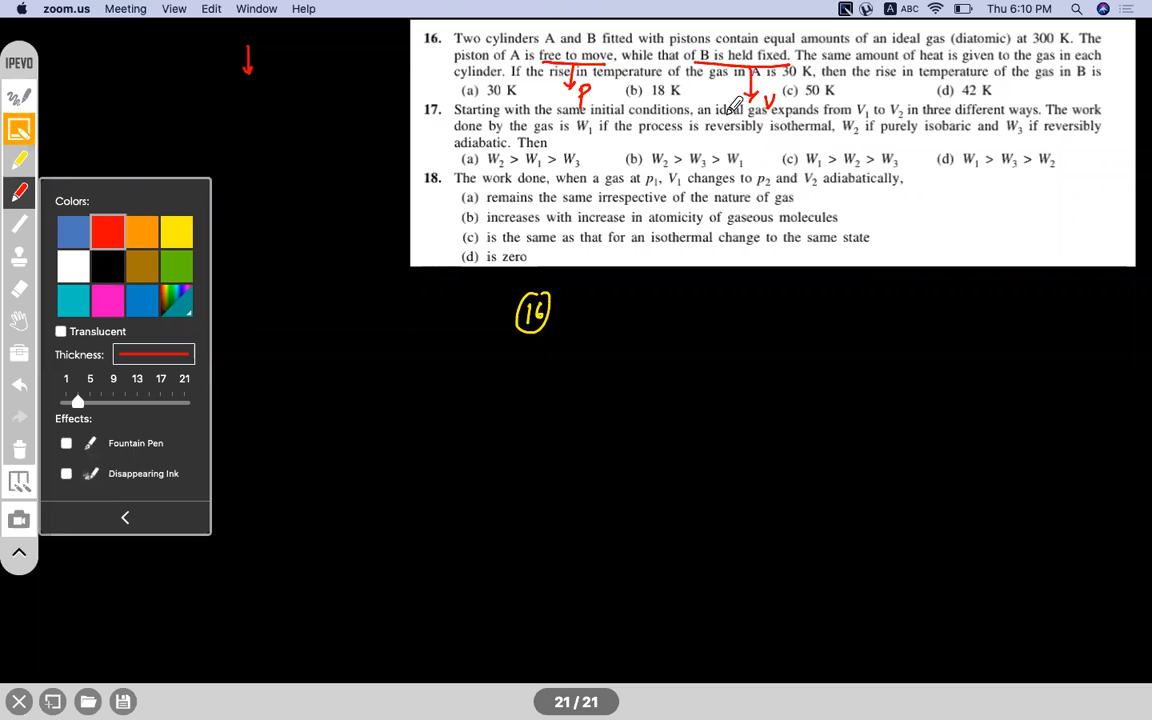 zoom.us Meeting View Edit Window Help ABC Thu 6:10 PM
16. Two cylinders A and B fitted with pistons contain equal amounts of an ideal gas (diatomic) at 300 K. The
piston of A is free to move, while that of B is held fixed. The same amount of heat is given to the gas in each
cylinder. If the rise in temperature of the gas in A is 30 K, then the rise in temperature of the gas in B is
(a) 30 K (b) 18 K (c) 50 K (d) 42 K
P V
17. Starting with the same initial conditions, an ideal gas expands from V₁ to V₂ in three different ways. The work
done by the gas is W₁ if the process is reversibly isothermal, W₂ if purely isobaric and W₃ if reversibly
adiabatic. Then
(a) W₂ > W₁ > W₃ (b) W₂ > W₃ > W₁ (c) W₁ > W₂ > W₃ (d) W₁ > W₃ > W₂
18. The work done, when a gas at p₁, V₁ changes to p₂ and V₂ adiabatically,
(a) remains the same irrespective of the nature of gas
(b) increases with increase in atomicity of gaseous molecules
(c) is the same as that for an isothermal change to the same state
(d) is zero
16
IPEVO
Colors:
Translucent
Thickness:
1 5 9 13 17 21
Effects:
Fountain Pen
Disappearing Ink
21 / 21